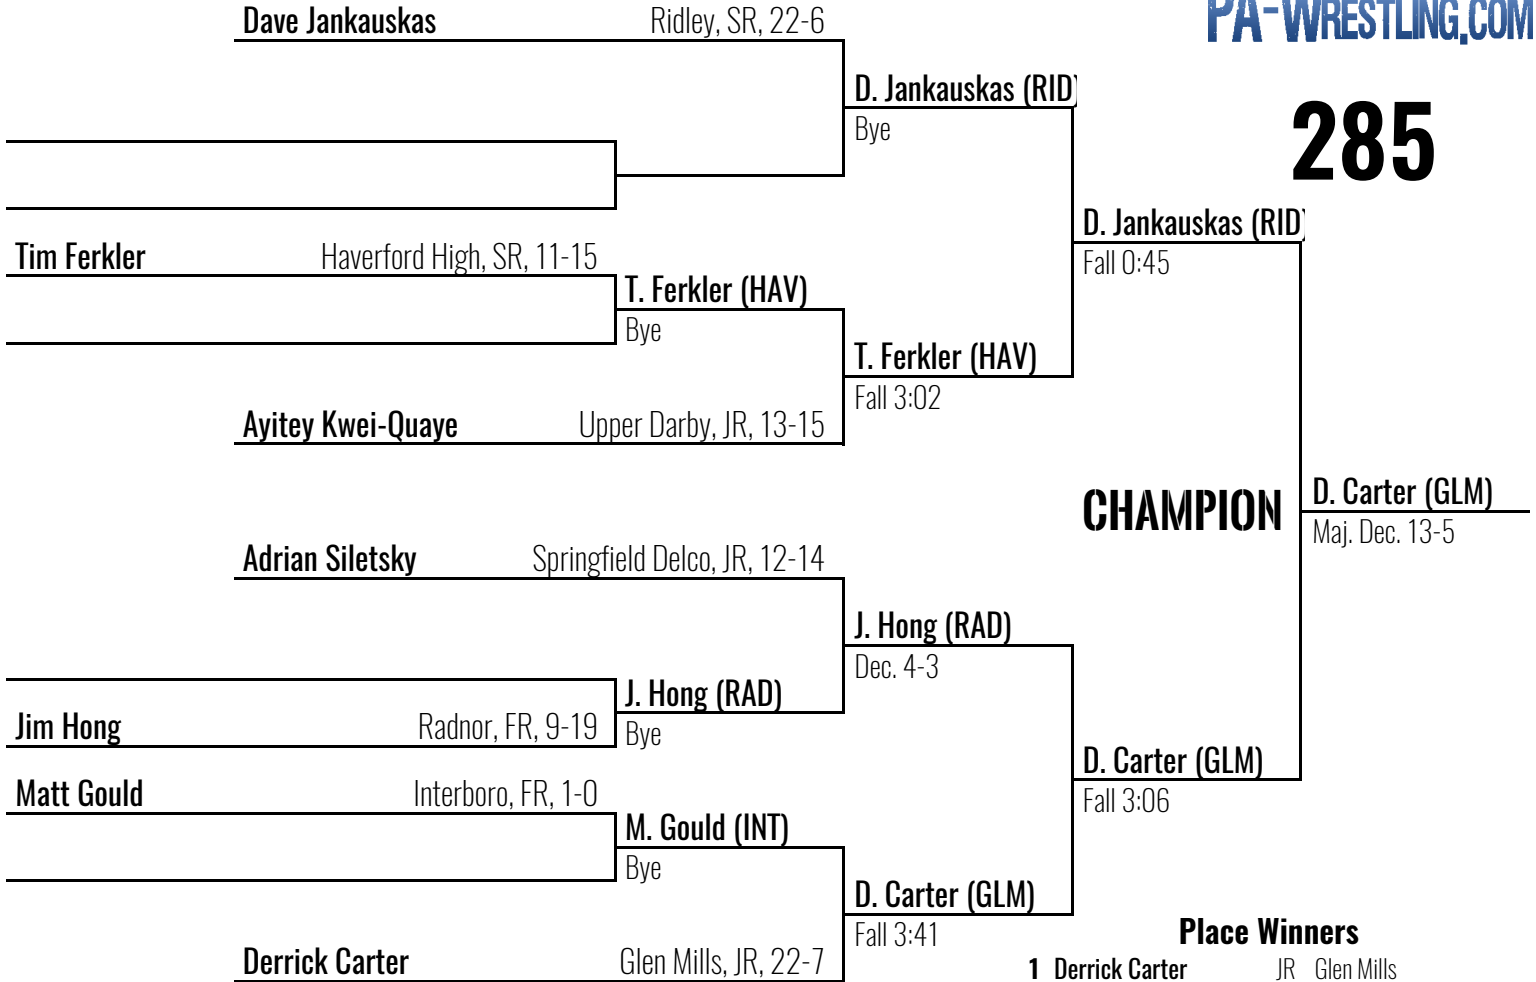 Dave Jankauskas Ridley, SR, 22-6
PA-WRESTLING.COM
D. Jankauskas (RID)
Bye
285
D. Jankauskas (RID)
Fall 0:45
Tim Ferkler Haverford High, SR, 11-15
T. Ferkler (HAV)
Bye
T. Ferkler (HAV)
Fall 3:02
Ayitey Kwei-Quaye Upper Darby, JR, 13-15
CHAMPION
D. Carter (GLM)
Maj. Dec. 13-5
Adrian Siletsky Springfield Delco, JR, 12-14
J. Hong (RAD)
Dec. 4-3
J. Hong (RAD)
Bye
Jim Hong Radnor, FR, 9-19
D. Carter (GLM)
Fall 3:06
Matt Gould Interboro, FR, 1-0
M. Gould (INT)
Bye
D. Carter (GLM)
Fall 3:41
Derrick Carter Glen Mills, JR, 22-7
Place Winners
1 Derrick Carter JR Glen Mills